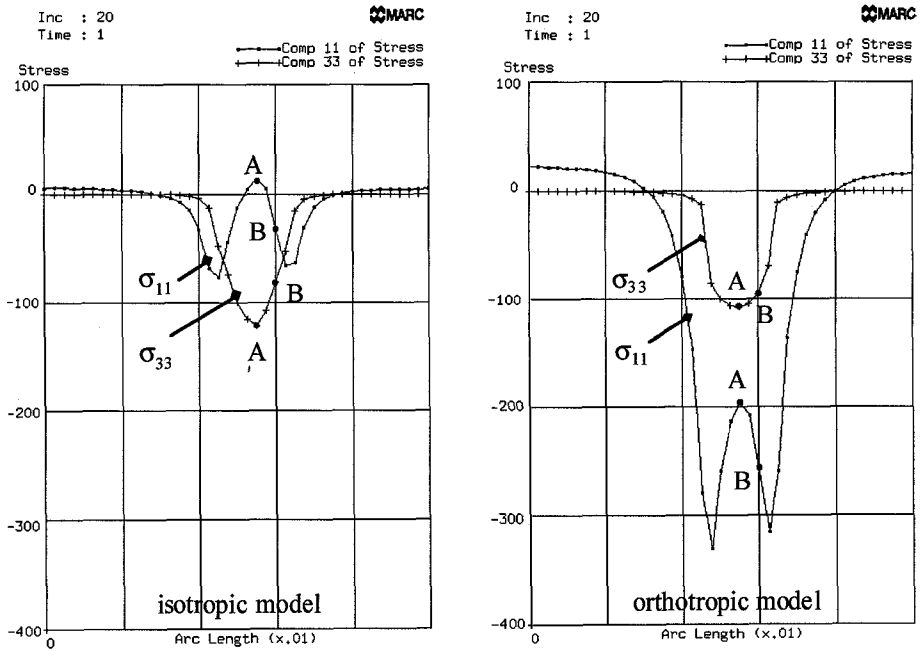 Inc : 20
Time : 1
MARC
Comp 11 of Stress
Comp 33 of Stress
Stress
100
0
-100
-200
-300
-400
A
B
B
A
σ11
σ33
isotropic model
0
Arc Length (x.01)
Inc : 20
Time : 1
MARC
Comp 11 of Stress
Comp 33 of Stress
Stress
100
0
-100
-200
-300
-400
σ33
A
B
σ11
A
B
orthotropic model
0
Arc Length (x.01)